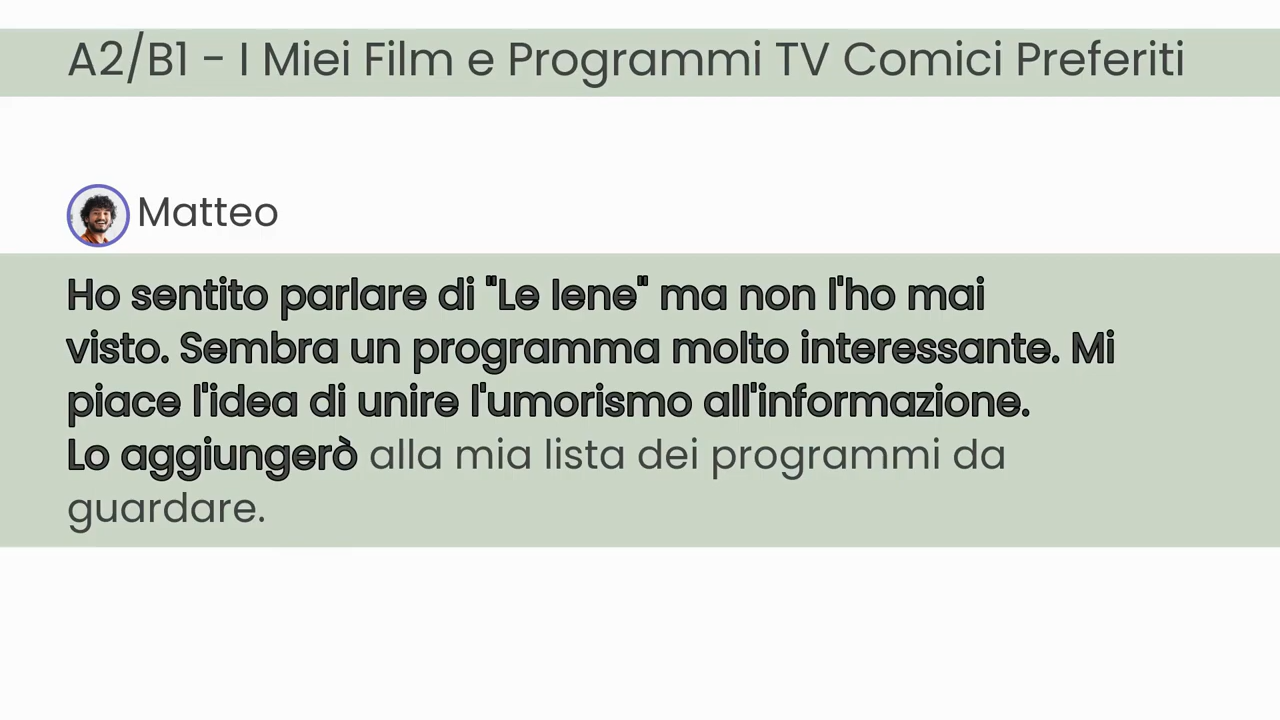 A2/B1 - I Miei Film e Programmi TV Comici Preferiti
Matteo
Ho sentito parlare di "Le Iene" ma non l'ho mai
visto. Sembra un programma molto interessante. Mi
piace l'idea di unire l'umorismo all'informazione.
Lo aggiungerò alla mia lista dei programmi da
guardare.